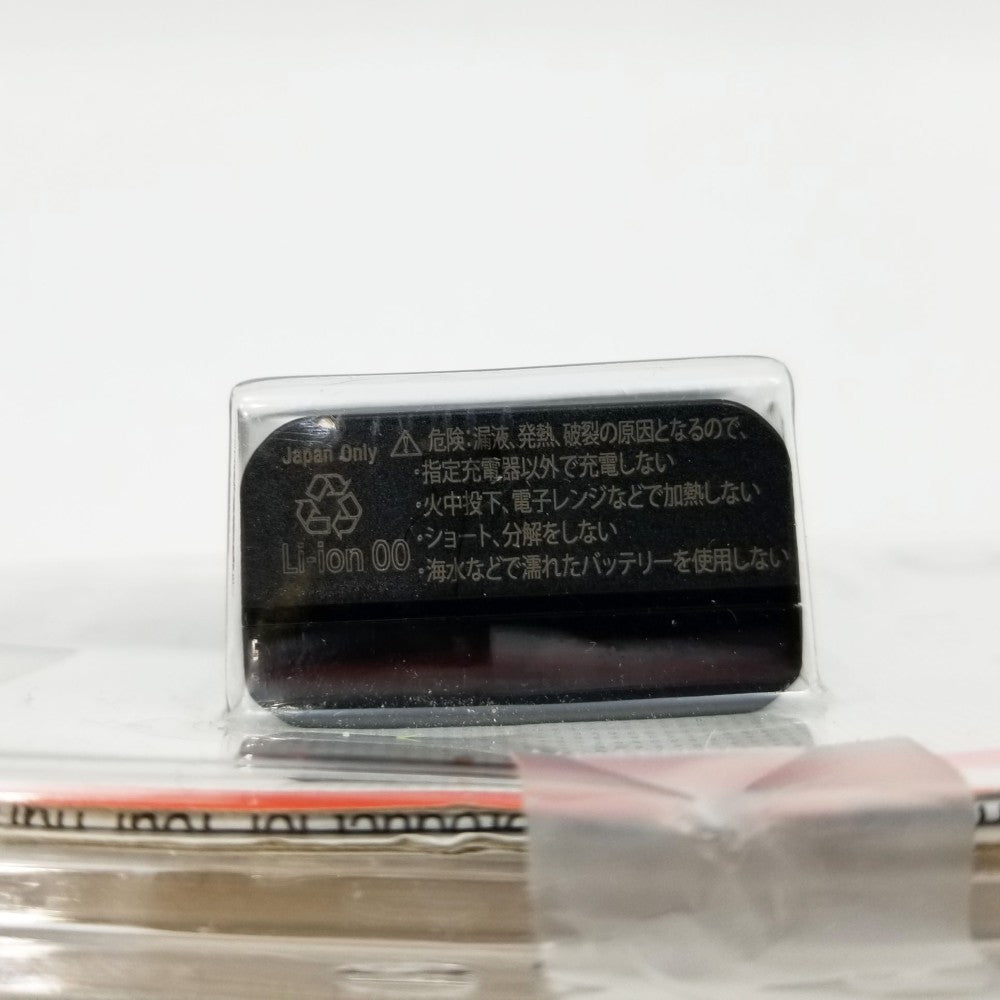 Japan Only
Li-ion 00
⚠危険:漏液、発熱、破裂の原因となるので、
・指定充電器以外で充電しない
・火中投下、電子レンジなどで加熱しない
・ショート、分解をしない
・海水などで濡れたバッテリーを使用しない